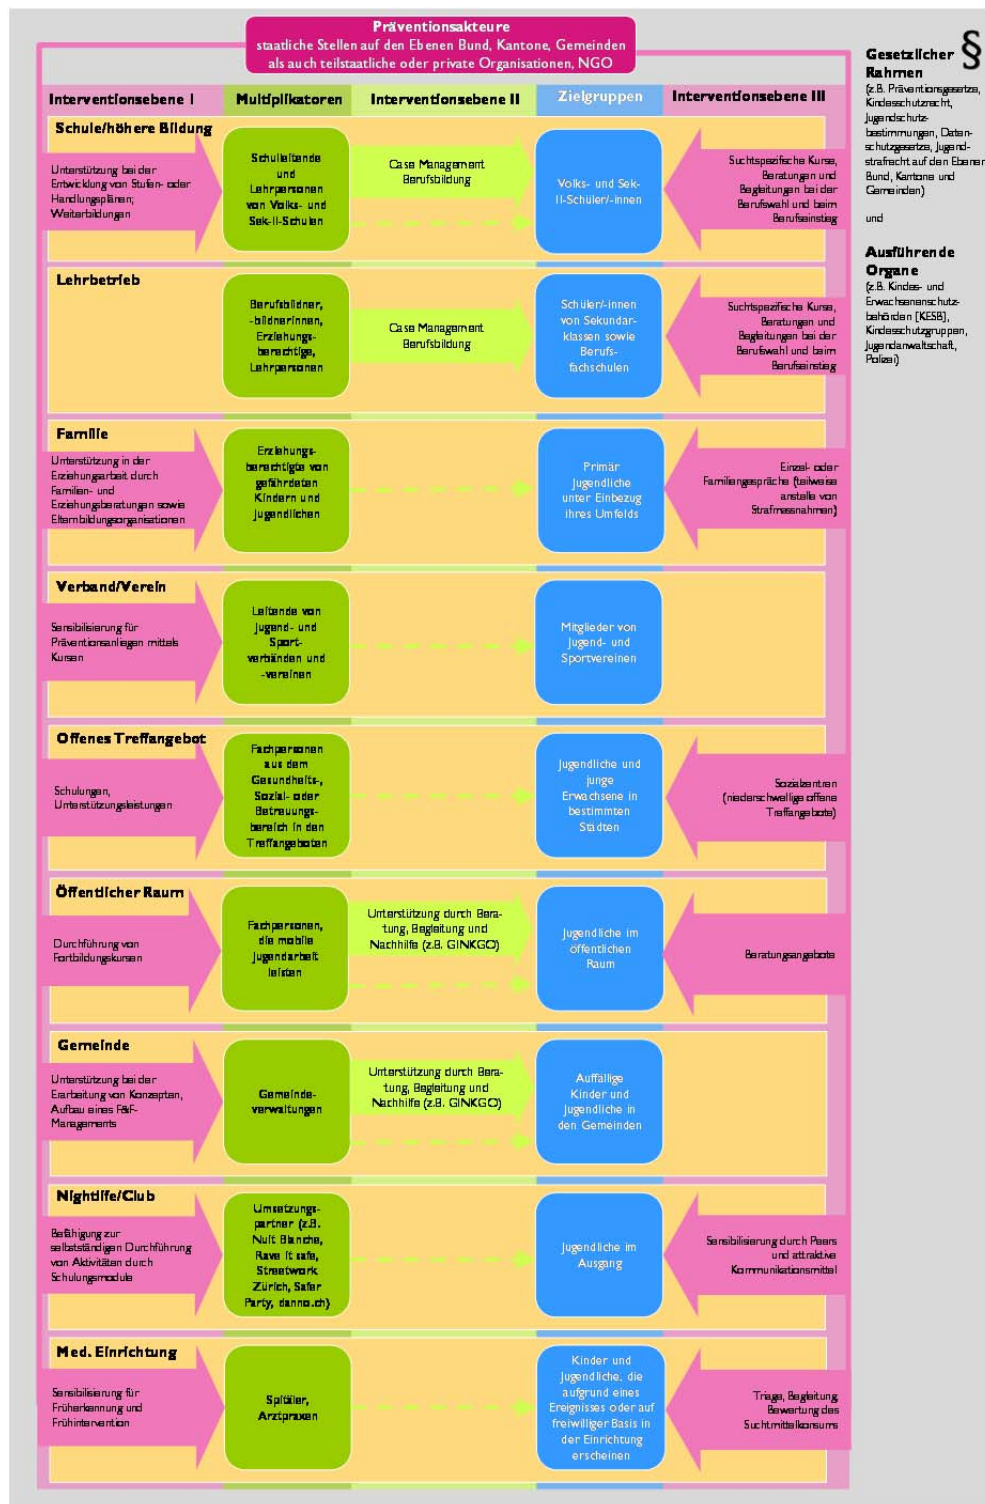 Präventionsakteure
staatliche Stellen auf den Ebenen Bund, Kantone, Gemeinden
als auch teilstaatliche oder private Organisationen, NGO
Interventionsebene I
Multiplikatoren
Interventionsebene II
Zielgruppen
Interventionsebene III
Schule/höhere Bildung
Unterstützung bei der
Entwicklung von Stufen- oder
Handlungsplänen;
Weiterbildungen
Schulleitende
und
Lehrpersonen
von Volks- und
Sek-II-Schulen
Case Management
Berufsbildung
Volks- und Sek-
II-Schüler/-innen
Suchtspezifische Kurse,
Beratungen und
Begleitungen bei der
Berufswahl und beim
Berufseinstieg
Lehrbetrieb
Berufsbildner,
-bildnerinnen,
Erziehungs-
berechtige,
Lehrpersonen
Case Management
Berufsbildung
Schüler/-innen
von Sekundar-
klassen sowie
Berufs-
fachschulen
Suchtspezifische Kurse,
Beratungen und
Begleitungen bei der
Berufswahl und beim
Berufseinstieg
Familie
Unterstützung in der
Erziehungsarbeit durch
Familien- und
Erziehungsberatungen sowie
Elternbildungsorganisationen
Erziehungs-
berechtigte von
gefährdeten
Kindern und
Jugendlichen
Primär
Jugendliche
unter Einbezug
ihres Umfelds
Einzel- oder
Familiengespräche (teilweise
anstelle von
Strafmessnahmen)
Verband/Verein
Sensibilisierung für
Präventionsanliegen mittels
Kursen
Leitende von
Jugend- und
Sport-
verbänden und
-vereinen
Mitglieder von
Jugend- und
Sportvereinen
Offenes Treffangebot
Schulungen,
Unterstützungsleistungen
Fachpersonen
aus dem
Gesundheits-,
Sozial- oder
Betreuungs-
bereich in den
Treffangeboten
Jugendliche und
junge
Erwachsene in
bestimmten
Städten
Sozialzentren
(niederschwellige offene
Treffangebote)
Öffentlicher Raum
Durchführung von
Fortbildungskursen
Fachpersonen,
die mobile
Jugendarbeit
leisten
Unterstützung durch Bera-
tung, Begleitung und
Nachhilfe (z.B. GINKGO)
Jugendliche im
öffentlichen
Raum
Beratungsangebote
Gemeinde
Unterstützung bei der
Erarbeitung von Konzepten,
Aufbau eines F&F-
Managements
Gemeinde-
verwaltungen
Unterstützung durch Bera-
tung, Begleitung und
Nachhilfe (z.B. GINKGO)
Auffällige
Kinder und
Jugendliche in
den Gemeinden
Nightlife/Club
Befähigung zur
selbstständigen Durchführung
von Aktivitäten durch
Schulungsmodule
Umsetzungs-
partner (z.B.
Nuit Blanche,
Rave it safe,
Streetwork
Zürich, Safer
Party, danno.ch)
Jugendliche im
Ausgang
Sensibilisierung durch Peers
und attraktive
Kommunikationsmittel
Med. Einrichtung
Sensibilisierung für
Früherkennung und
Frühintervention
Spitäler,
Arztpraxen
Kinder und
Jugendliche, die
aufgrund eines
Ereignisses oder auf
freiwilliger Basis in
der Einrichtung
erscheinen
Triage, Begleitung,
Bewertung des
Suchtmittelkonsums
§
Gesetzlicher
Rahmen
(z.B. Präventionsgesetze,
Kindesschutzrecht,
Jugendschutz-
bestimmungen, Daten-
schutzgesetze, Jugend-
strafrecht auf den Ebenen
Bund, Kantone und
Gemeinden)
und
Ausführende
Organe
(z.B. Kindes- und
Erwachsenenschutz-
behörden [KESB],
Kindesschutzgruppen,
Jugendanwaltschaft,
Polizei)